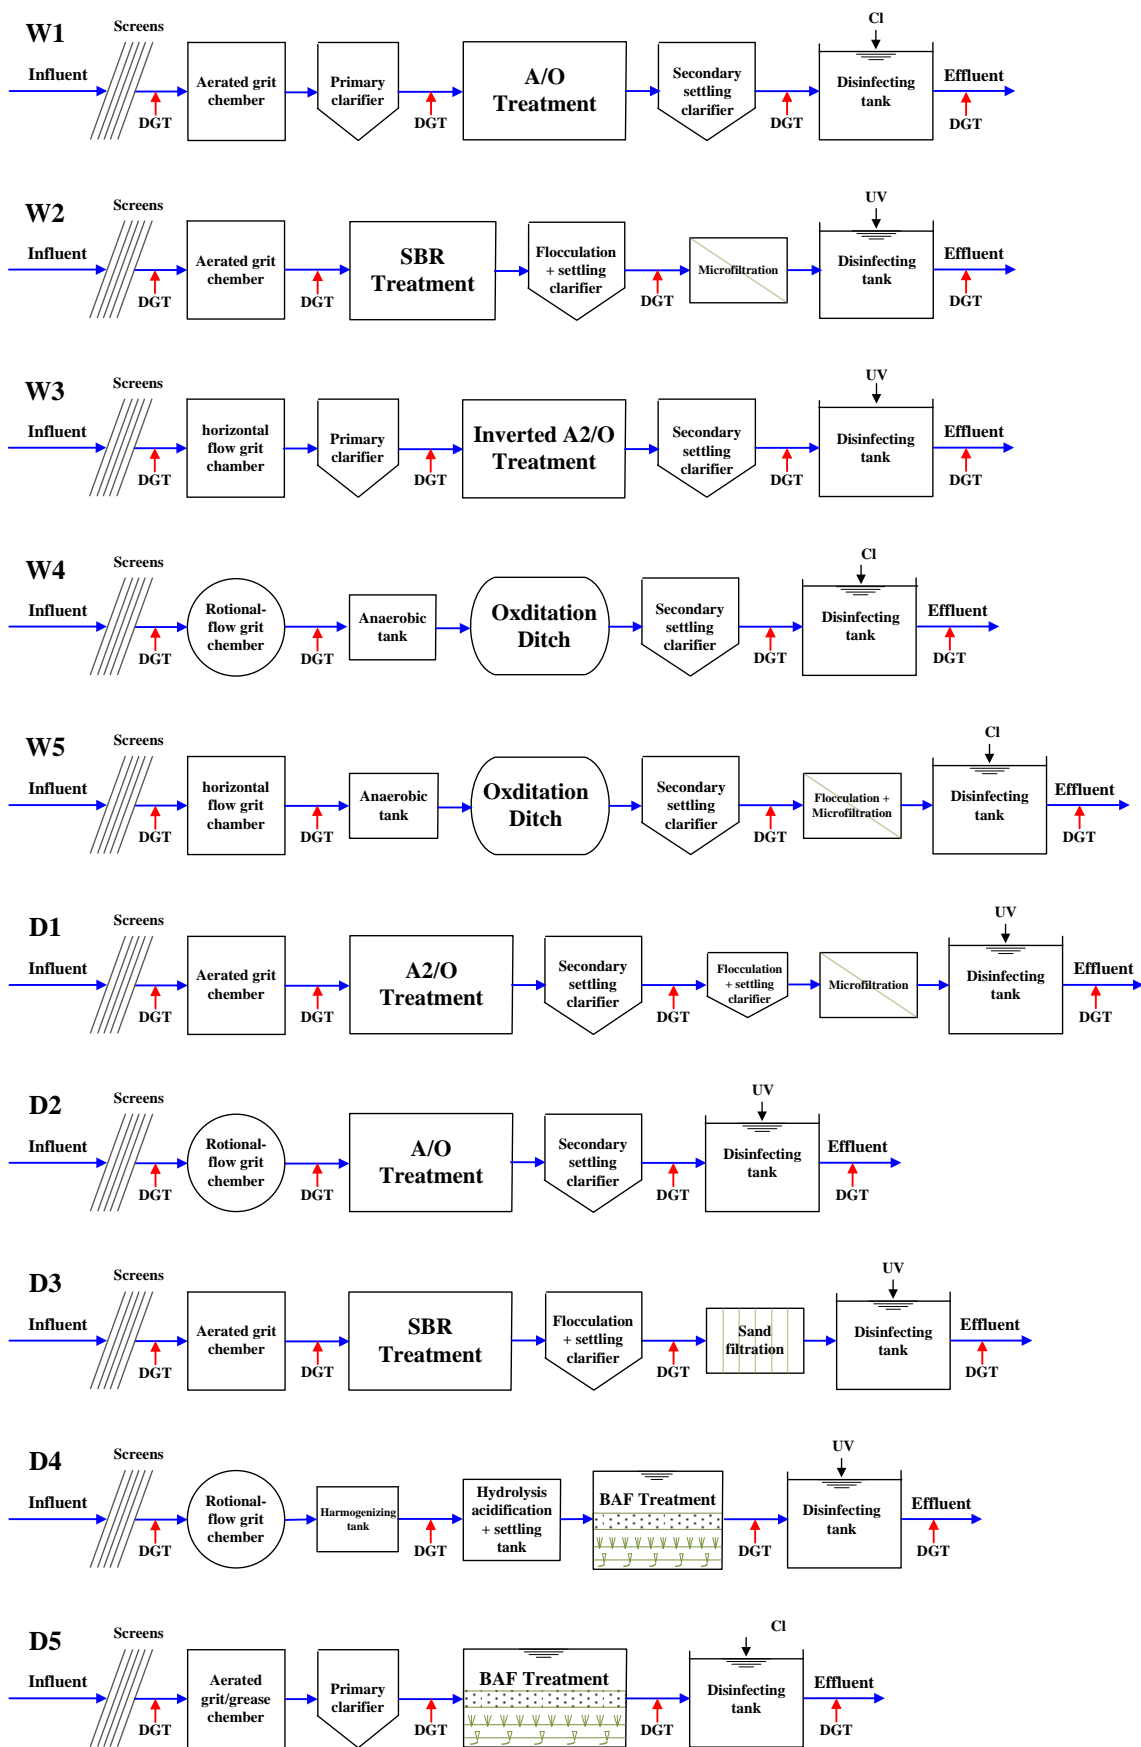 W1
Screens
Influent
DGT
Aerated grit
chember
Primary
clarifier
DGT
A/O
Treatment
Secondary
settling
clarifier
DGT
Cl
Disinfecting
tank
Effluent
DGT
W2
Screens
Influent
DGT
Aerated grit
chember
DGT
SBR
Treatment
Flocculation
+ settling
clarifier
DGT
Microfiltration
UV
Disinfecting
tank
Effluent
DGT
W3
Screens
Influent
DGT
horizontal
flow grit
chamber
Primary
clarifier
DGT
Inverted A2/O
Treatment
Secondary
settling
clarifier
DGT
UV
Disinfecting
tank
Effluent
DGT
W4
Screens
Influent
DGT
Rotional-
flow grit
chember
DGT
Anaerobic
tank
Oxditation
Ditch
Secondary
settling
clarifier
DGT
Cl
Disinfecting
tank
Effluent
DGT
W5
Screens
Influent
DGT
horizontal
flow grit
chamber
DGT
Anaerobic
tank
Oxditation
Ditch
Secondary
settling
clarifier
DGT
Flocculation +
Microfiltration
Cl
Disinfecting
tank
Effluent
DGT
D1
Screens
Influent
DGT
Aerated grit
chember
DGT
A2/O
Treatment
Secondary
settling
clarifier
DGT
Flocculation
+ settling
clarifier
Microfiltration
UV
Disinfecting
tank
Effluent
DGT
D2
Screens
Influent
DGT
Rotional-
flow grit
chember
DGT
A/O
Treatment
Secondary
settling
clarifier
DGT
UV
Disinfecting
tank
Effluent
DGT
D3
Screens
Influent
DGT
Aerated grit
chember
DGT
SBR
Treatment
Flocculation
+ settling
clarifier
DGT
Sand
filtration
UV
Disinfecting
tank
Effluent
DGT
D4
Screens
Influent
DGT
Rotional-
flow grit
chember
Harmogenizing
tank
DGT
Hydrolysis
acidification
+ settling
tank
BAF Treatment
DGT
UV
Disinfecting
tank
Effluent
DGT
D5
Screens
Influent
DGT
Aerated
grit/grease
chember
Primary
clarifier
DGT
BAF Treatment
DGT
Cl
Disinfecting
tank
Effluent
DGT